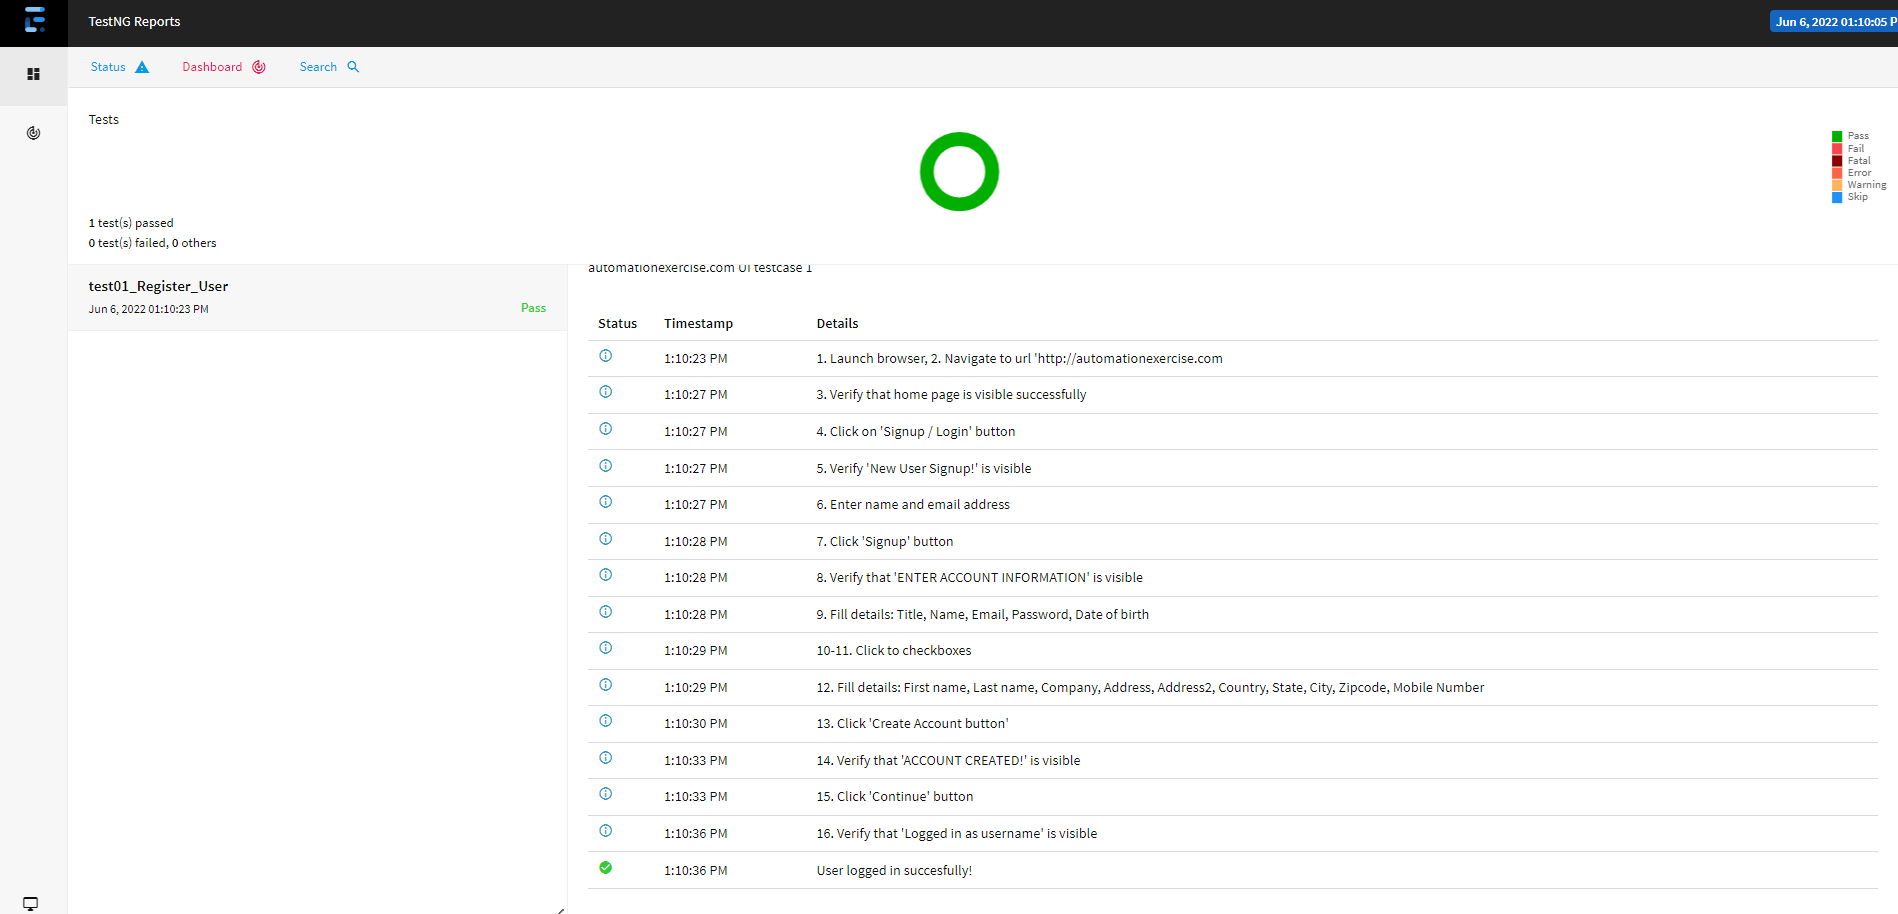 TestNG Reports
Jun 6, 2022 01:10:05 P
Status
Dashboard
Search
Tests
Pass
Fail
Fatal
Error
Warning
Skip
1 test(s) passed
0 test(s) failed, 0 others
test01_Register_User
Jun 6, 2022 01:10:23 PM
Pass
automationexercise.com UI testcase 1
Status Timestamp Details
1:10:23 PM 1. Launch browser, 2. Navigate to url 'http://automationexercise.com
1:10:27 PM 3. Verify that home page is visible successfully
1:10:27 PM 4. Click on 'Signup / Login' button
1:10:27 PM 5. Verify 'New User Signup!' is visible
1:10:27 PM 6. Enter name and email address
1:10:28 PM 7. Click 'Signup' button
1:10:28 PM 8. Verify that 'ENTER ACCOUNT INFORMATION' is visible
1:10:28 PM 9. Fill details: Title, Name, Email, Password, Date of birth
1:10:29 PM 10-11. Click to checkboxes
1:10:29 PM 12. Fill details: First name, Last name, Company, Address, Address2, Country, State, City, Zipcode, Mobile Number
1:10:30 PM 13. Click 'Create Account button'
1:10:33 PM 14. Verify that 'ACCOUNT CREATED!' is visible
1:10:33 PM 15. Click 'Continue' button
1:10:36 PM 16. Verify that 'Logged in as username' is visible
1:10:36 PM User logged in succesfully!